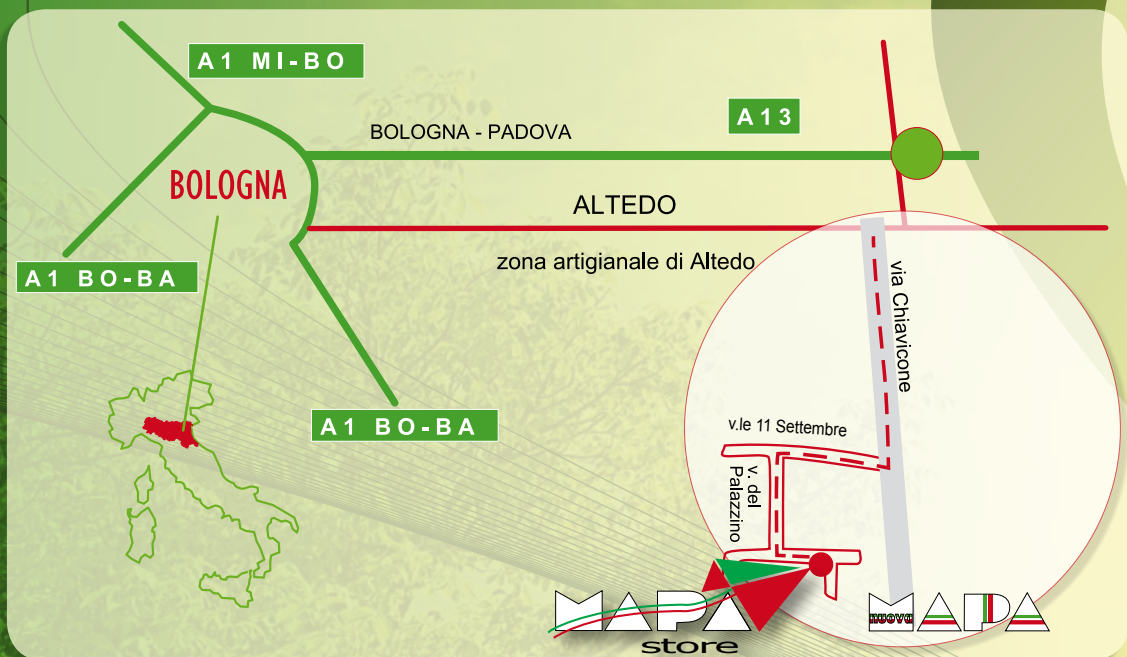 A1 MI-BO
A13
BOLOGNA - PADOVA
BOLOGNA
ALTEDO
zona artigianale di Altedo
A1 BO-BA
via Chiavicone
A1 BO-BA
v.le 11 Settembre
v. del
Palazzino
MAPA
store
nuova MAPA